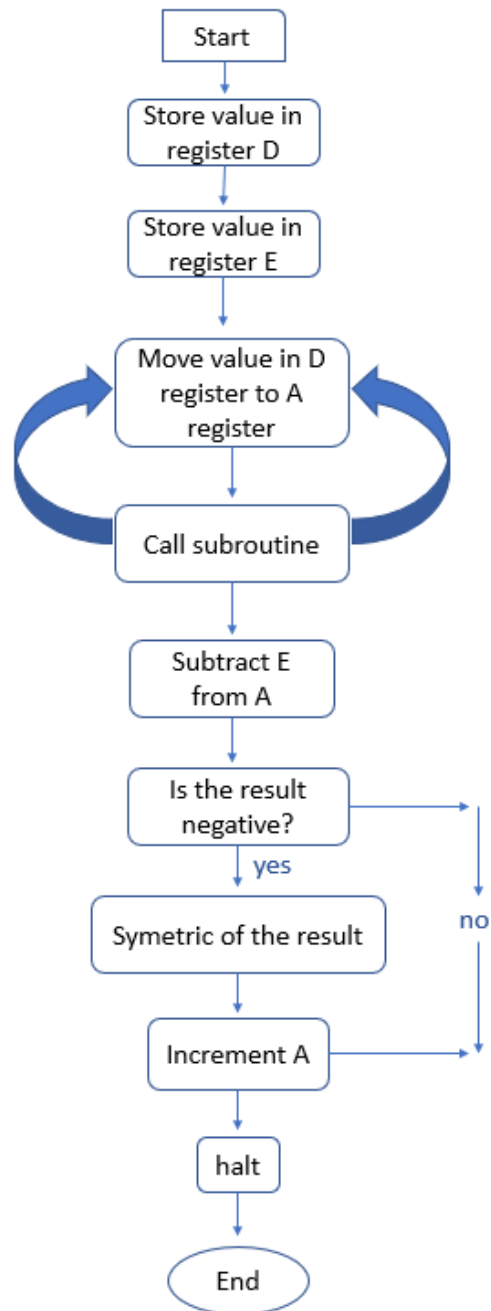 Start
Store value in
register D
Store value in
register E
Move value in D
register to A
register
Call subroutine
Subtract E
from A
Is the result
negative?
yes
Symetric of the result
no
Increment A
halt
End